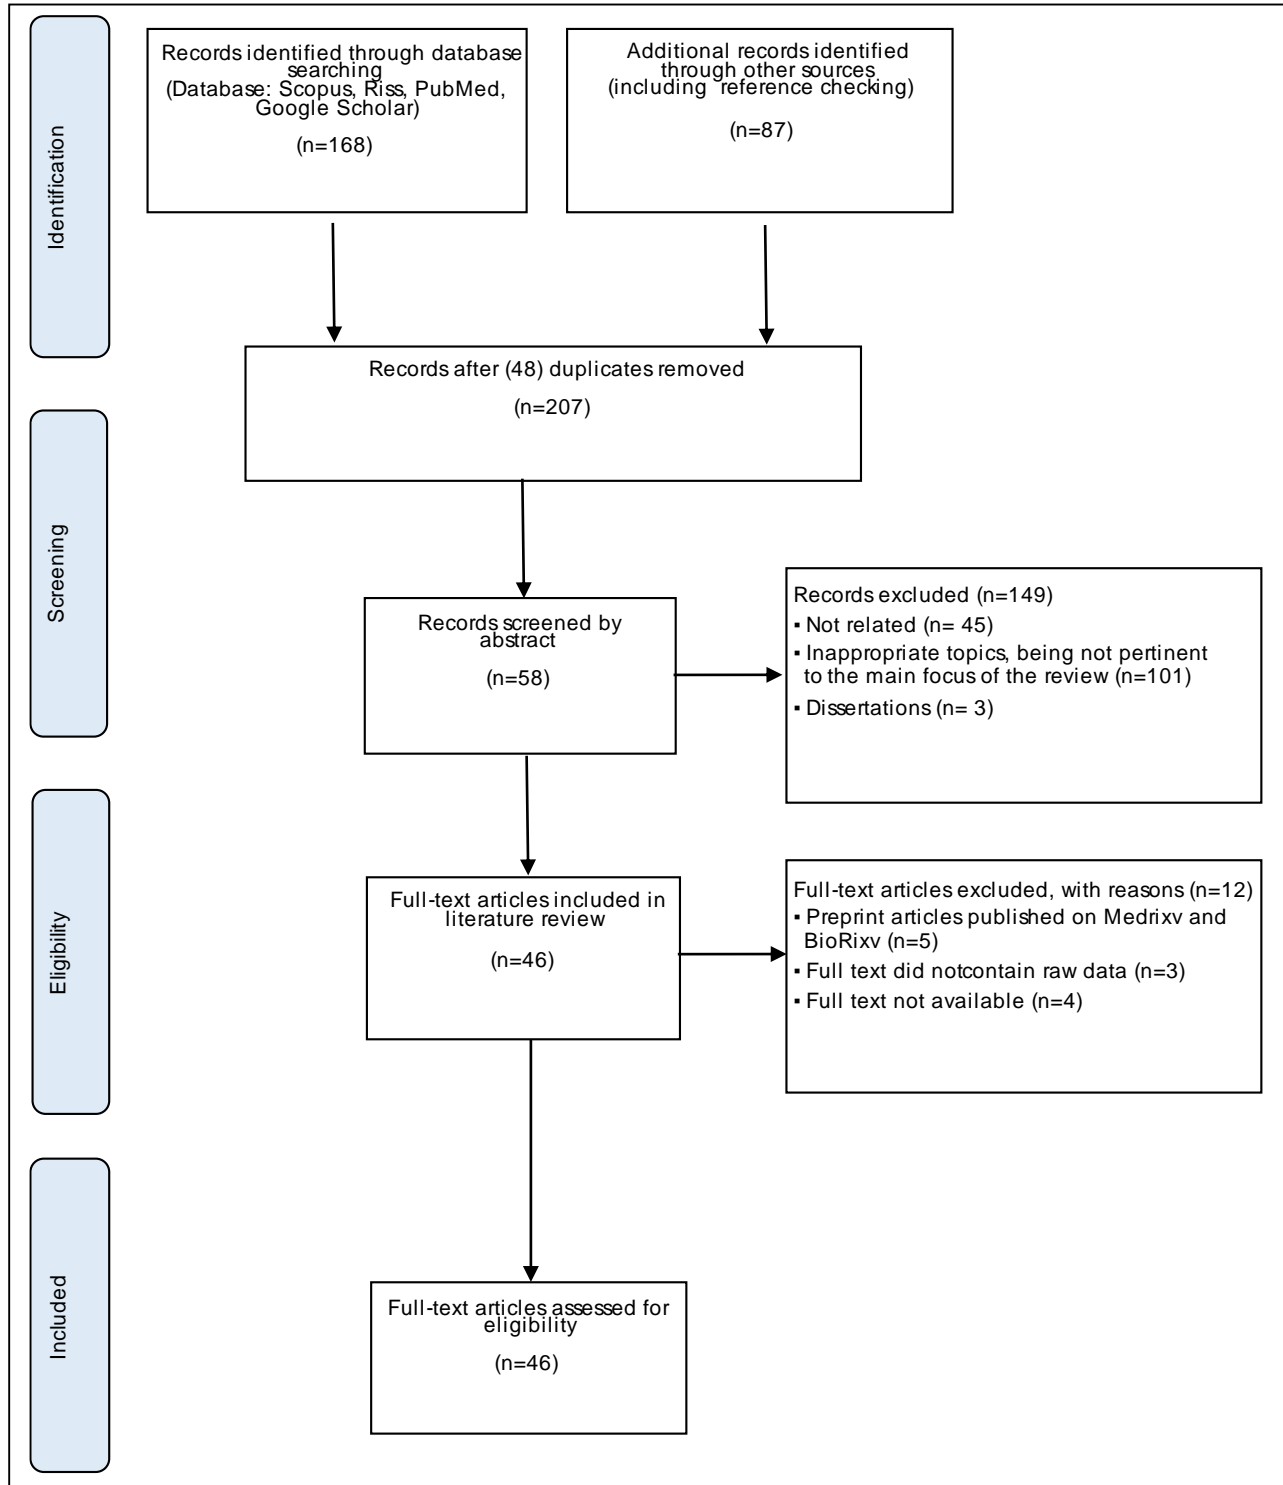 Identification
Records identified through database
searching
(Database: Scopus, Riss, PubMed,
Google Scholar)
(n=168)
Additional records identified
through other sources
(including reference checking)
(n=87)
Records after (48) duplicates removed
(n=207)
Screening
Records screened by
abstract
(n=58)
Records excluded (n=149)
▪ Not related (n= 45)
▪ Inappropriate topics, being not pertinent
to the main focus of the review (n=101)
▪ Dissertations (n= 3)
Eligibility
Full-text articles included in
literature review
(n=46)
Full-text articles excluded, with reasons (n=12)
▪ Preprint articles published on Medrixv and
BioRixv (n=5)
▪ Full text did notcontain raw data (n=3)
▪ Full text not available (n=4)
Included
Full-text articles assessed for
eligibility
(n=46)